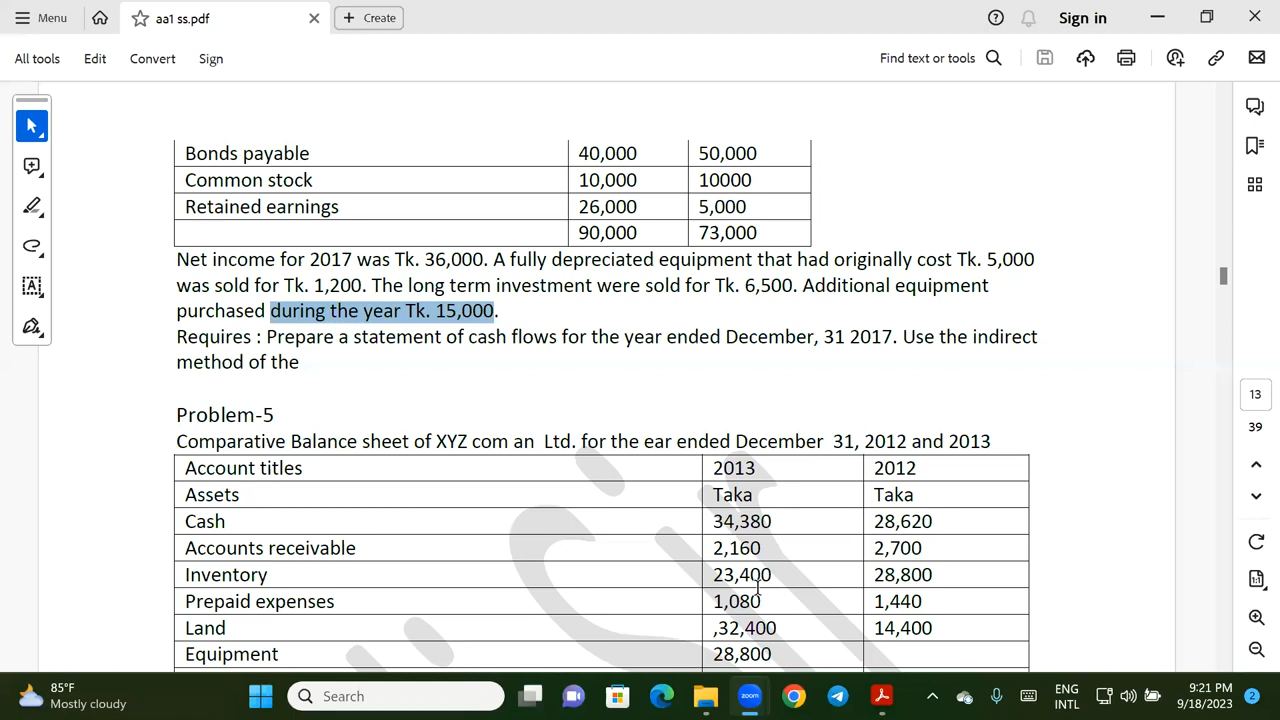 Menu
aa1 ss.pdf
Create
Sign in
All tools Edit Convert Sign
Find text or tools
Bonds payable 40,000 50,000
Common stock 10,000 10000
Retained earnings 26,000 5,000
90,000 73,000
Net income for 2017 was Tk. 36,000. A fully depreciated equipment that had originally cost Tk. 5,000
was sold for Tk. 1,200. The long term investment were sold for Tk. 6,500. Additional equipment
purchased during the year Tk. 15,000.
Requires : Prepare a statement of cash flows for the year ended December, 31 2017. Use the indirect
method of the
Problem-5
Comparative Balance sheet of XYZ com an Ltd. for the ear ended December 31, 2012 and 2013
Account titles 2013 2012
Assets Taka Taka
Cash 34,380 28,620
Accounts receivable 2,160 2,700
Inventory 23,400 28,800
Prepaid expenses 1,080 1,440
Land ,32,400 14,400
Equipment 28,800
13
39
1:1
85°F
Mostly cloudy
Search
zoom
ENG
INTL
9:21 PM
9/18/2023
2